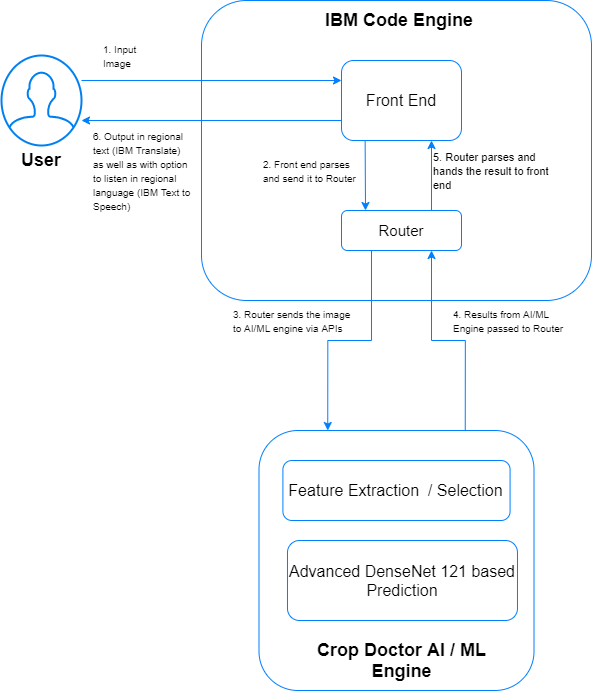 IBM Code Engine
1. Input
Image
Front End
User
6. Output in regional
text (IBM Translate)
as well as with option
to listen in regional
language (IBM Text to
Speech)
2. Front end parses
and send it to Router
5. Router parses and
hands the result to front
end
Router
3. Router sends the image
to AI/ML engine via APIs
4. Results from AI/ML
Engine passed to Router
Feature Extraction / Selection
Advanced DenseNet 121 based
Prediction
Crop Doctor AI / ML
Engine